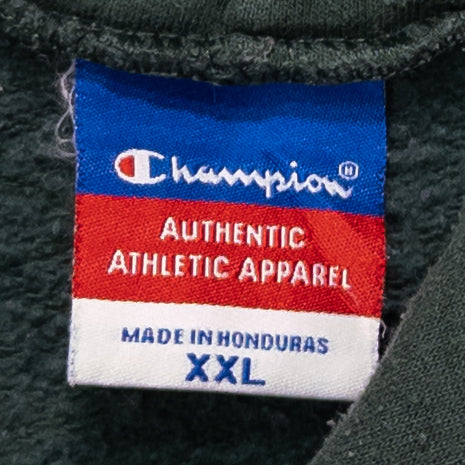 Champion®
AUTHENTIC
ATHLETIC APPAREL
MADE IN HONDURAS
XXL